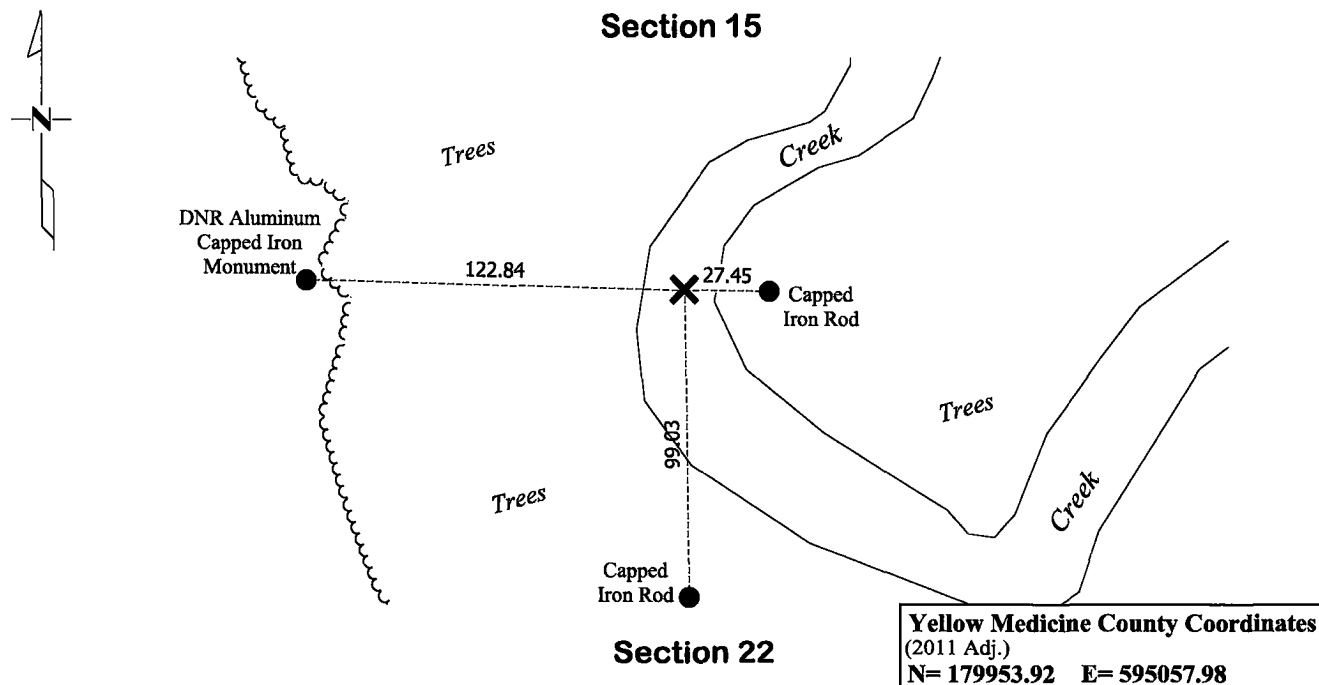 Section 15
N
Trees
Creek
DNR Aluminum
Capped Iron
Monument
122.84
27.45
Capped
Iron Rod
99.03
Trees
Trees
Creek
Capped
Iron Rod
Section 22
Yellow Medicine County Coordinates
(2011 Adj.)
N= 179953.92 E= 595057.98